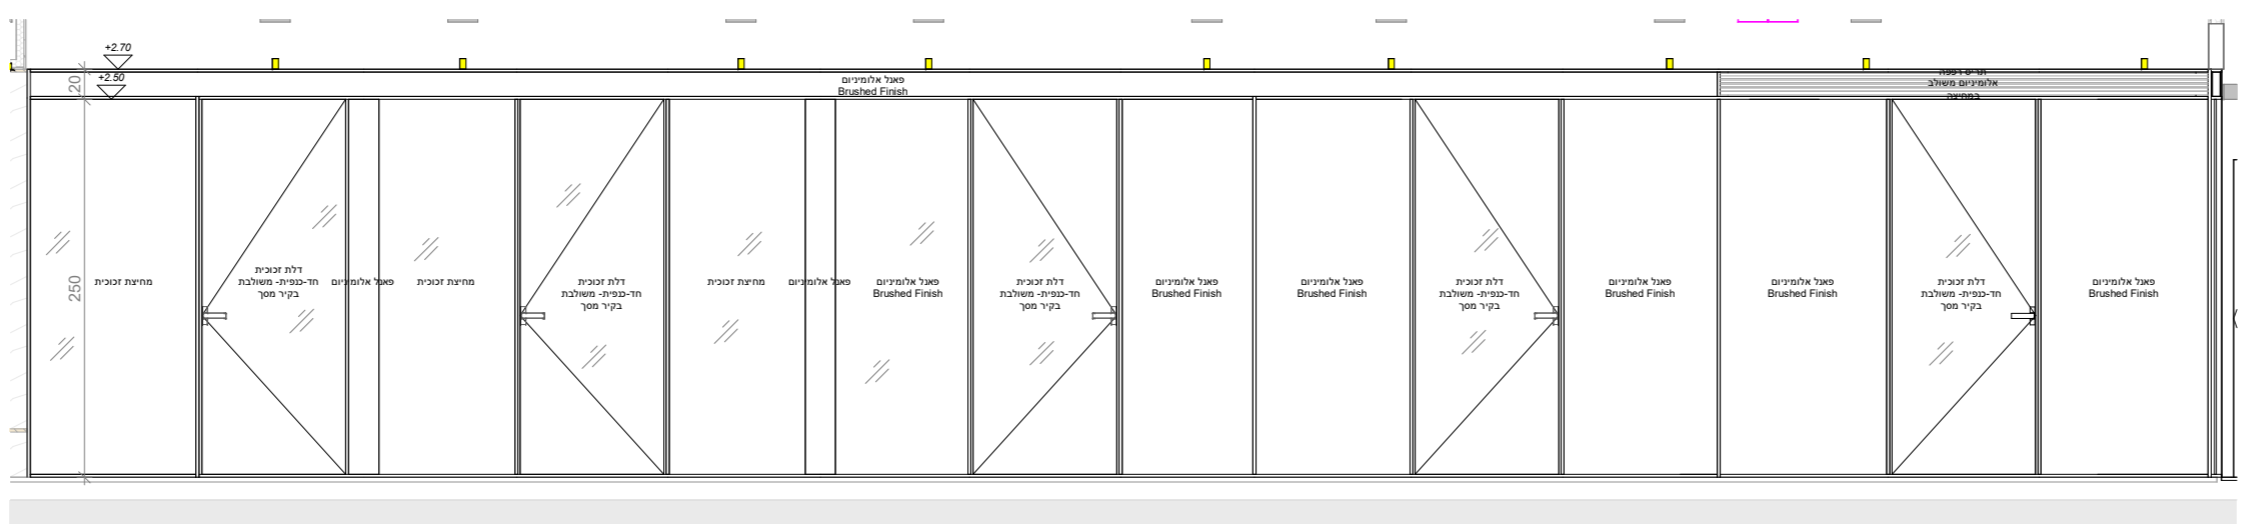 +2.70
20
+2.50
פאנל אלומיניום
Brushed Finish
תריס רפפה
אלומיניום משולב
במחיצה
250
מחיצת זכוכית
דלת זכוכית
חד-כנפית- משולבת
בקיר מסך
פאנל אלומיניום
מחיצת זכוכית
דלת זכוכית
חד-כנפית- משולבת
בקיר מסך
מחיצת זכוכית
פאנל אלומיניום
פאנל אלומיניום
Brushed Finish
דלת זכוכית
חד-כנפית- משולבת
בקיר מסך
פאנל אלומיניום
Brushed Finish
פאנל אלומיניום
Brushed Finish
דלת זכוכית
חד-כנפית- משולבת
בקיר מסך
פאנל אלומיניום
Brushed Finish
פאנל אלומיניום
Brushed Finish
דלת זכוכית
חד-כנפית- משולבת
בקיר מסך
פאנל אלומיניום
Brushed Finish